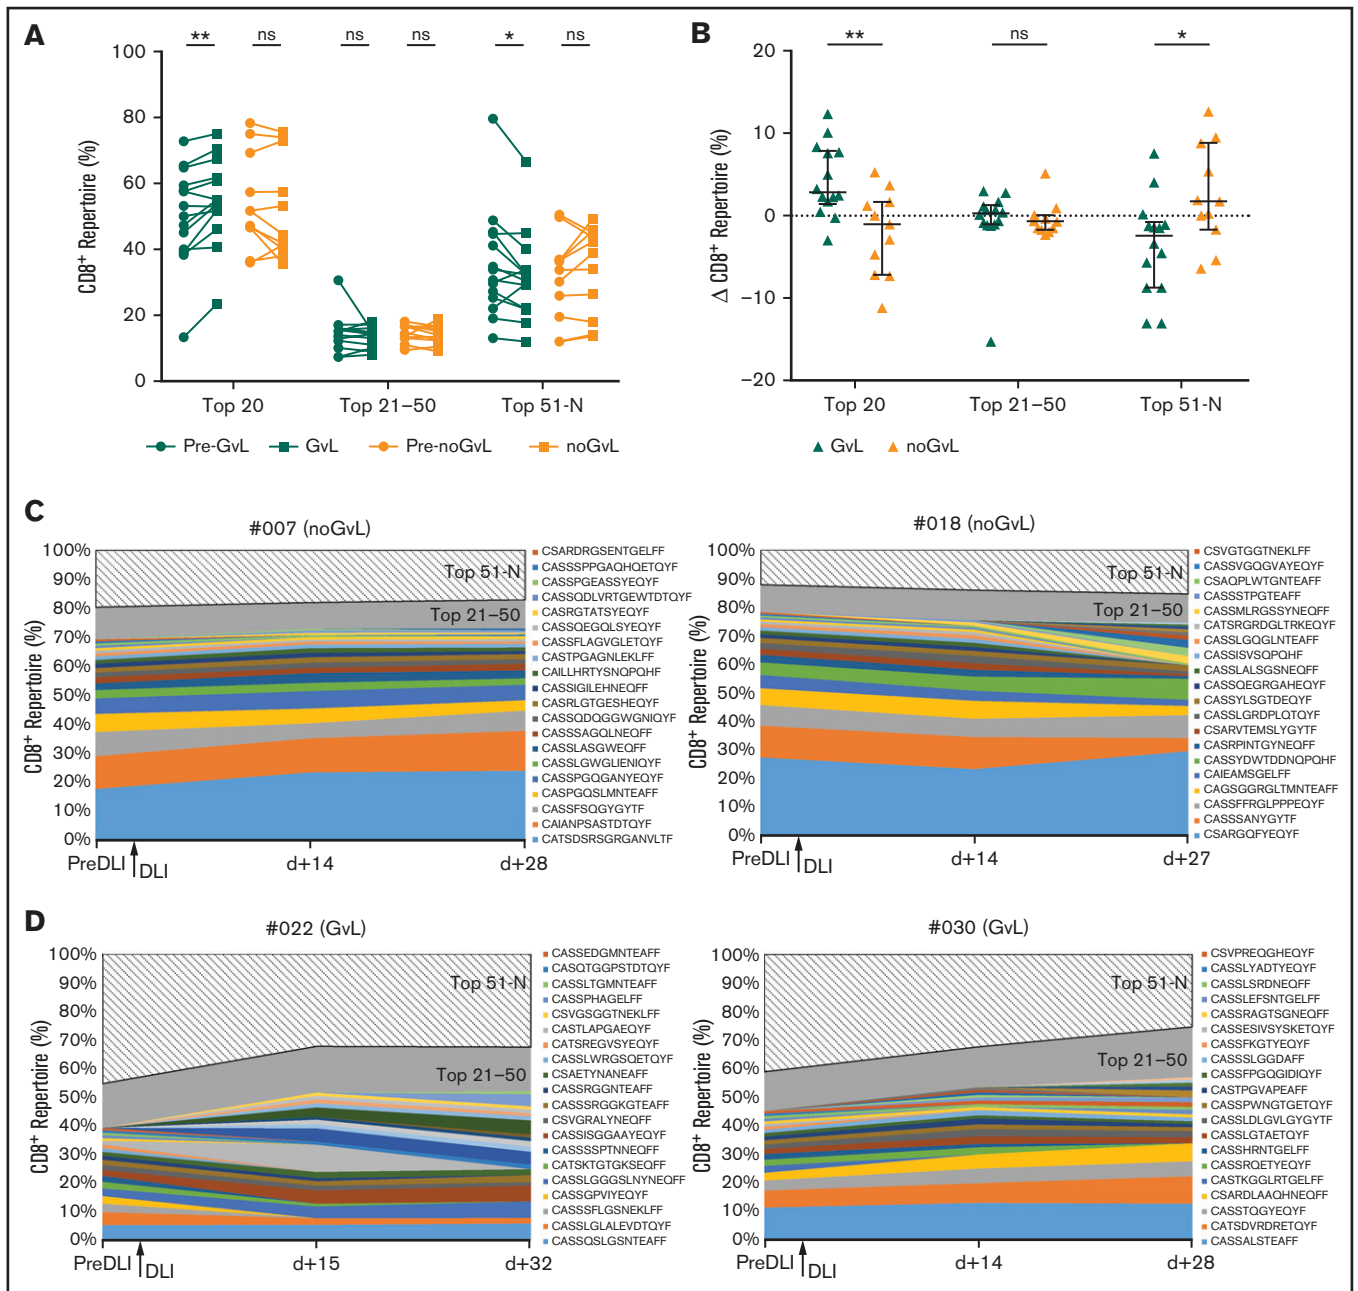 A
** ns ns ns * ns
100
80
60
40
20
0
CD8+ Repertoire (%)
Top 20 Top 21–50 Top 51-N
Pre-GvL GvL Pre-noGvL noGvL
B
** ns *
20
10
0
−10
−20
Δ CD8+ Repertoire (%)
Top 20 Top 21–50 Top 51-N
GvL noGvL
C
#007 (noGvL)
100%
90%
80%
70%
60%
50%
40%
30%
20%
10%
0%
CD8+ Repertoire (%)
Top 51-N
Top 21–50
PreDLI DLI d+14 d+28
CSARDRGSENTGELFF
CASSSPPGAQHQETQYF
CASSPGEASSYEQYF
CASSQDLVRTGEWTDTQYF
CASRGTATSYEQYF
CASSQEGQLSYEQYF
CASSFLAGVGLETQYF
CASTPGAGNLEKLFF
CAILLHRTYSNQPQHF
CASSIGILEHNEQFF
CASRLGTGESHEQYF
CASSQDQGGWGNIQYF
CASSSAGQLNEQFF
CASSLASGWEQFF
CASSLGWGLIENIQYF
CASSPGQGANYEQYF
CASPGQSLMNTEAFF
CASSFSQGYGYTF
CAIANPSASTDTQYF
CATSDSRSGRGANVLTF
#018 (noGvL)
100%
90%
80%
70%
60%
50%
40%
30%
20%
10%
0%
CD8+ Repertoire (%)
Top 51-N
Top 21–50
PreDLI DLI d+14 d+27
CSVGTGGTNEKLFF
CASSVGQGVAYEQYF
CSAQPLWTGNTEAFF
CASSSTPGTEAFF
CASSMLRGSSYNEQFF
CATSRGRDGLTRKEQYF
CASSLGQGLNTEAFF
CASSISVSQPQHF
CASSLALSGSNEQFF
CASSQEGRGAHEQYF
CASSYLSGTDEQYF
CASSLGRDPLQTQYF
CSARVTEMSLYGYTF
CASRPINTGYNEQFF
CASSYDWTDDNQPQHF
CAIEAMSGELFF
CAGSGGRGLTMNTEAFF
CASSFFRGLPPPEQYF
CASSSANYGYTF
CSARGQFYEQYF
D
#022 (GvL)
100%
90%
80%
70%
60%
50%
40%
30%
20%
10%
0%
CD8+ Repertoire (%)
Top 51-N
Top 21–50
PreDLI DLI d+15 d+32
CASSEDGMNTEAFF
CASQTGGPSTDTQYF
CASSLTGMNTEAFF
CASSPHAGELFF
CSVGSGGTNEKLFF
CASTLAPGAEQYF
CATSREGVSYEQYF
CASSLWRGSQETQYF
CSAETYNANEAFF
CASSRGGNTEAFF
CASSSRGGKGTEAFF
CSVGRALYNEQFF
CASSISGGAAYEQYF
CASSSSPTNNEQFF
CATSKTGTGKSEQFF
CASSLGGGSLNYNEQFF
CASSGPVIYEQYF
CASSSFLGSNEKLFF
CASSLGLALEVDTQYF
CASSQSLGSNTEAFF
#030 (GvL)
100%
90%
80%
70%
60%
50%
40%
30%
20%
10%
0%
CD8+ Repertoire (%)
Top 51-N
Top 21–50
PreDLI DLI d+14 d+28
CSVPREQGHEQYF
CASSLYADTYEQYF
CASSLSRDNEQFF
CASSLEFSNTGELFF
CASSRAGTSGNEQFF
CASSESIVSYSKETQYF
CASSFKGTYEQYF
CASSSLGGDAFF
CASSFPGQGIDIQYF
CASTPGVAPEAFF
CASSPWNGTGETQYF
CASSLDLGVLGYGYTF
CASSLGTAETQYF
CASSHRNTGELFF
CASSRQETYEQYF
CASTKGGLRTGELFF
CSARDLAAQHNEQFF
CASSTQGYEQYF
CATSDVRDRETQYF
CASSALSTEAFF